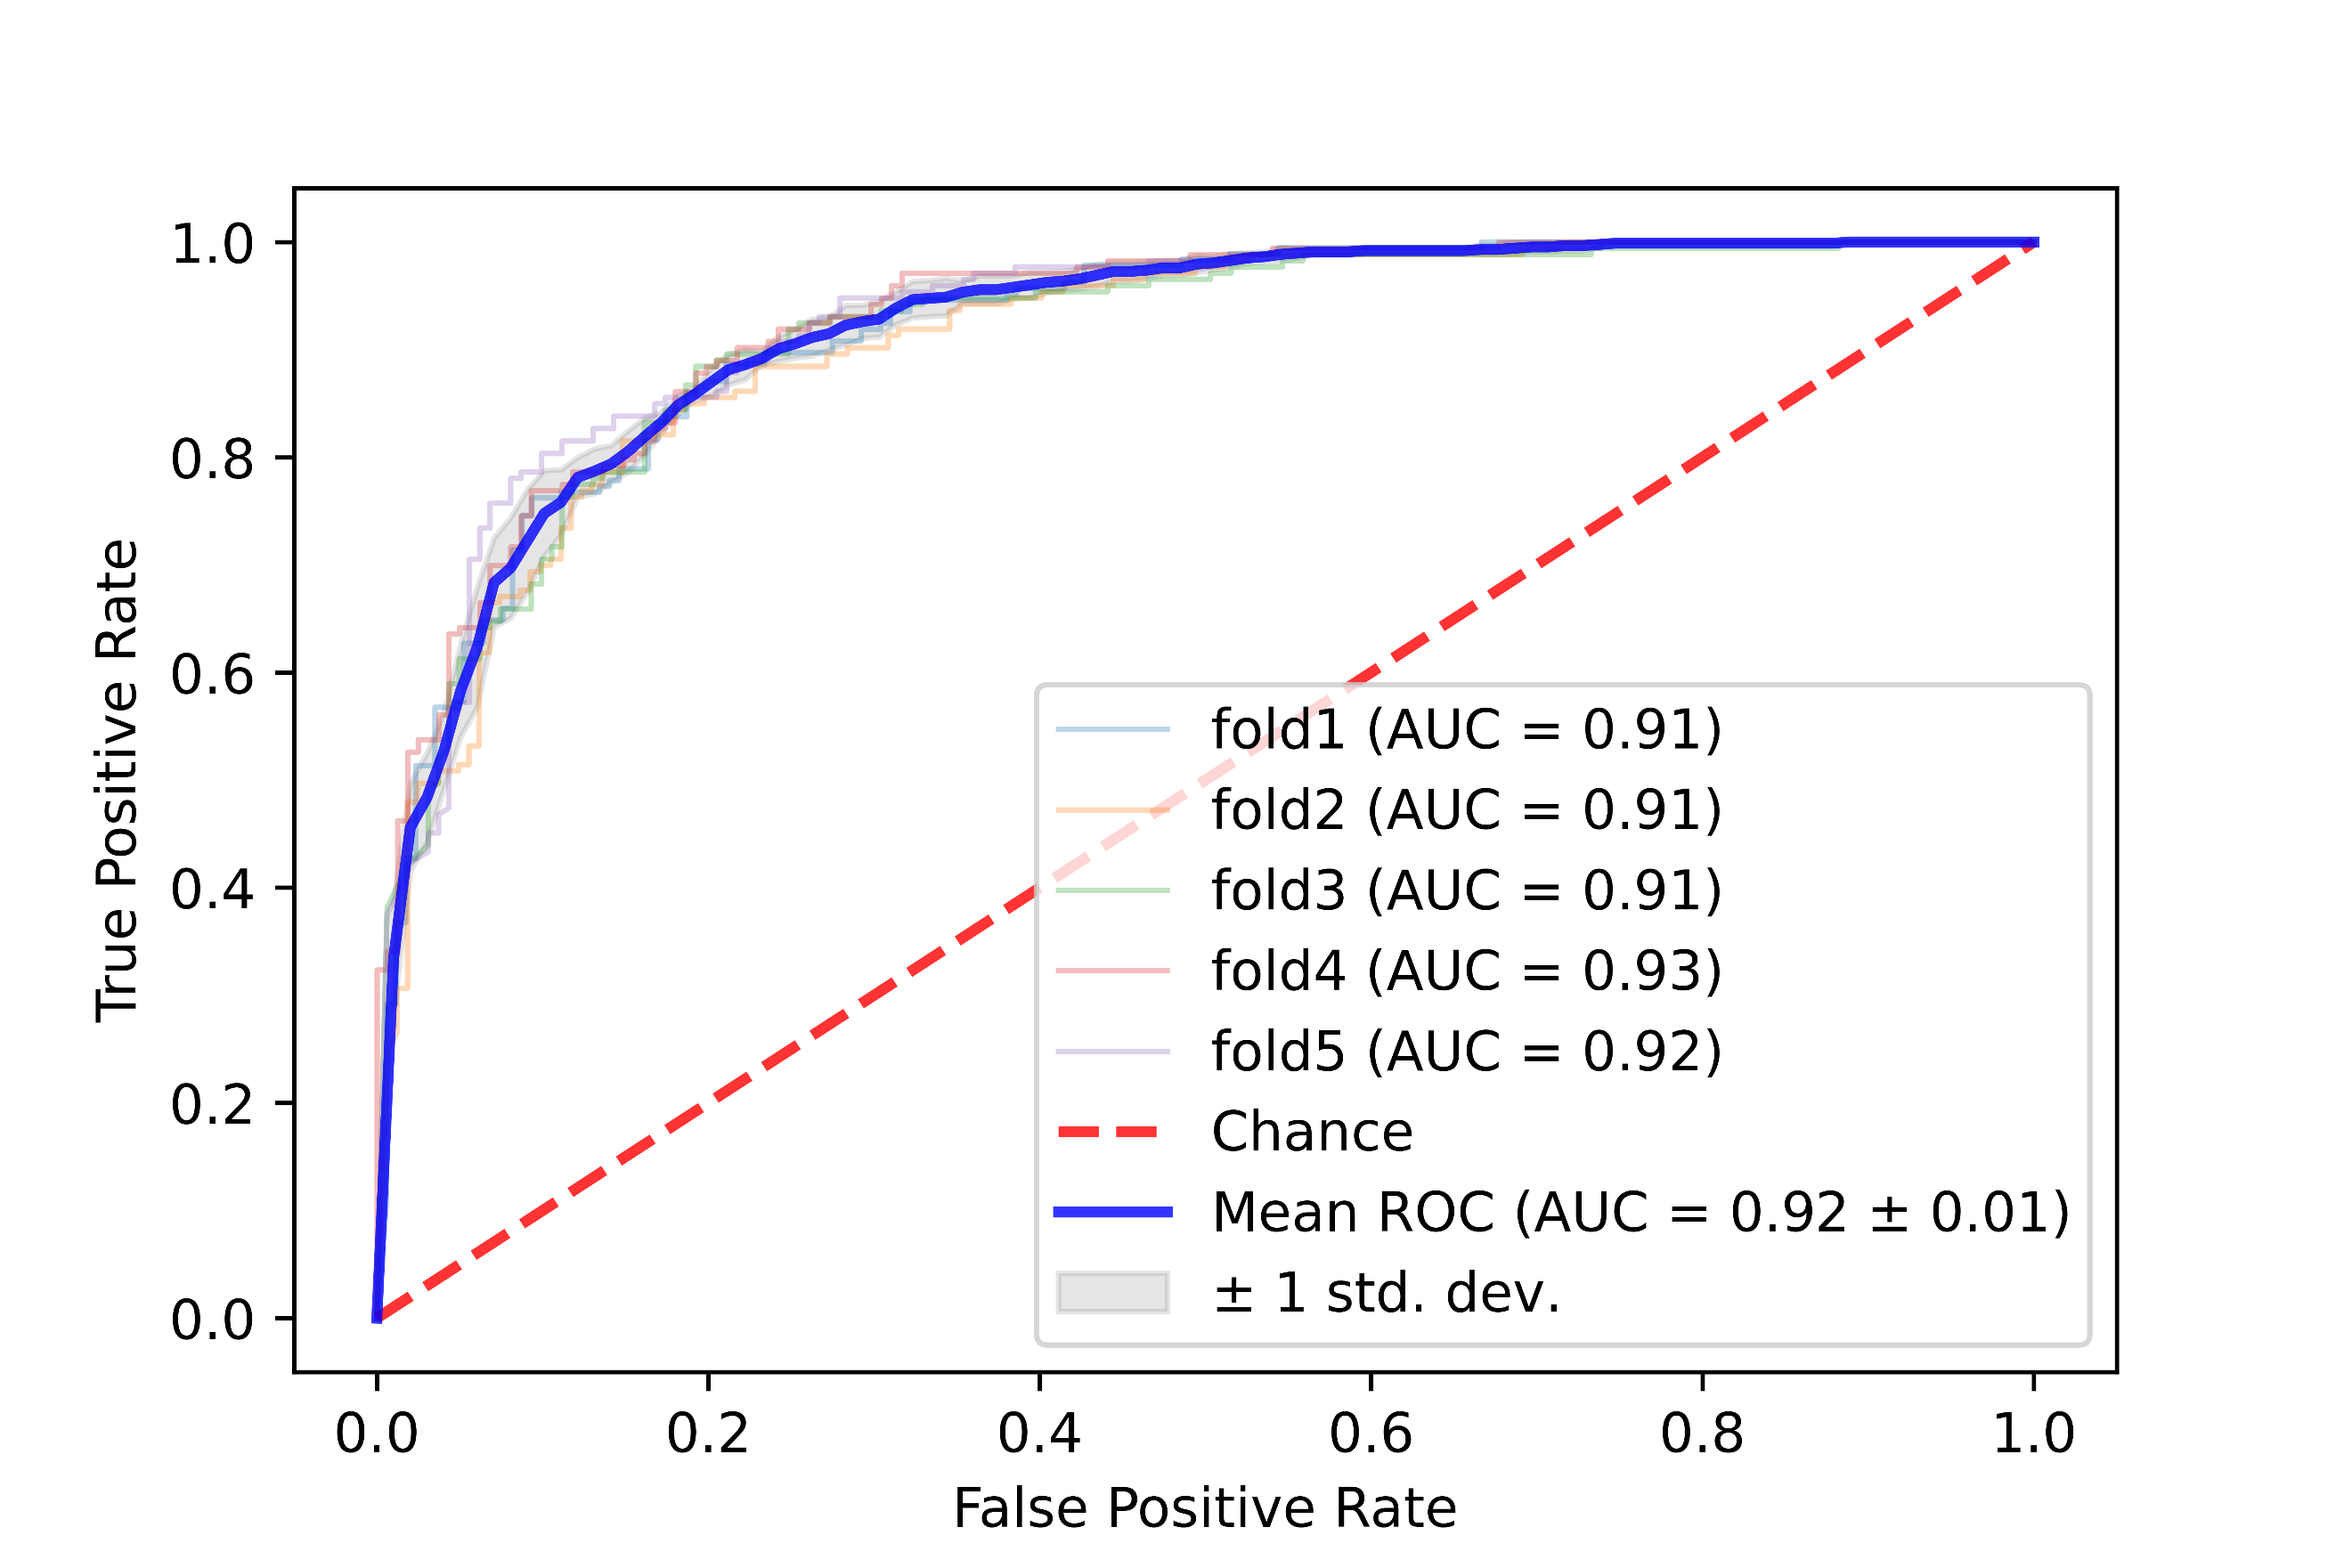 1.0
0.8
0.6
0.4
0.2
0.0
True Positive Rate
fold1 (AUC = 0.91)
fold2 (AUC = 0.91)
fold3 (AUC = 0.91)
fold4 (AUC = 0.93)
fold5 (AUC = 0.92)
Chance
Mean ROC (AUC = 0.92 ± 0.01)
± 1 std. dev.
0.0 0.2 0.4 0.6 0.8 1.0
False Positive Rate